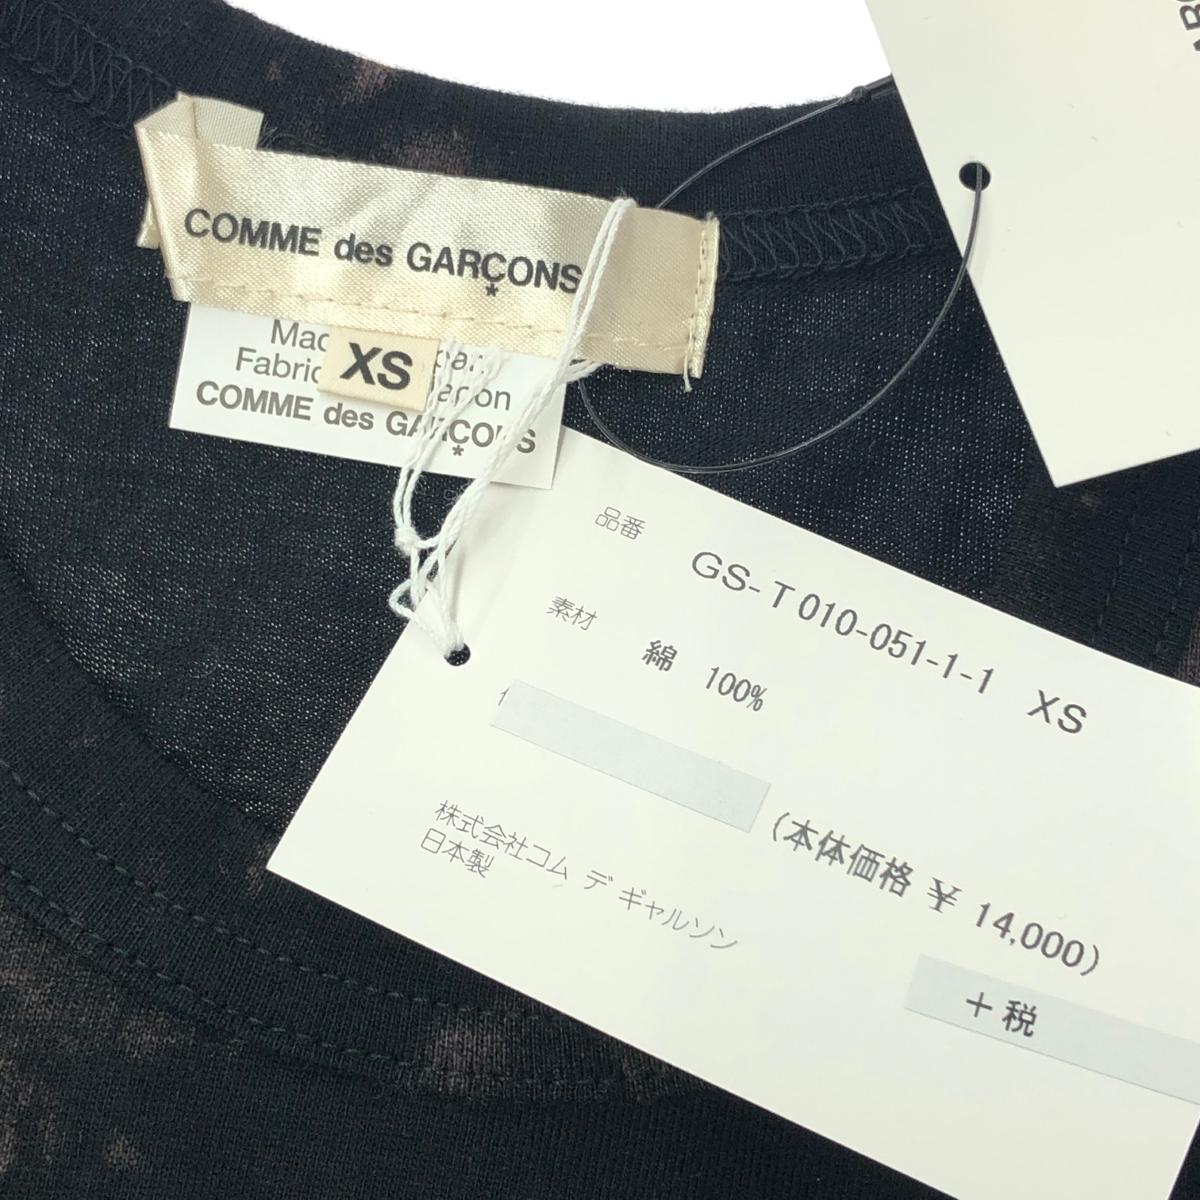 COMME des GARÇONS
*
XS
Fabric
COMME des GARÇONS
*
品番 GS-T010-051-1-1 XS
素材 綿 100%
(本体価格 ¥ 14,000)
+税
株式会社コム デ ギャルソン
日本製